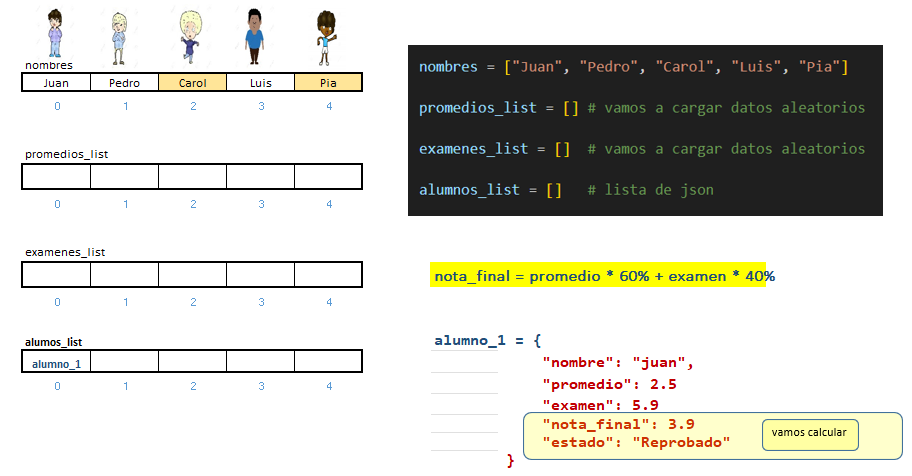 nombres
Juan Pedro Carol Luis Pia
0 1 2 3 4
promedios_list
0 1 2 3 4
examenes_list
0 1 2 3 4
alumos_list
alumno_1
0 1 2 3 4
nombres = ["Juan", "Pedro", "Carol", "Luis", "Pia"]
promedios_list = [] # vamos a cargar datos aleatorios
examenes_list = [] # vamos a cargar datos aleatorios
alumnos_list = [] # lista de json
nota_final = promedio * 60% + examen * 40%
alumno_1 = {
"nombre": "juan",
"promedio": 2.5
"examen": 5.9
"nota_final": 3.9
"estado": "Reprobado"
vamos calcular
}